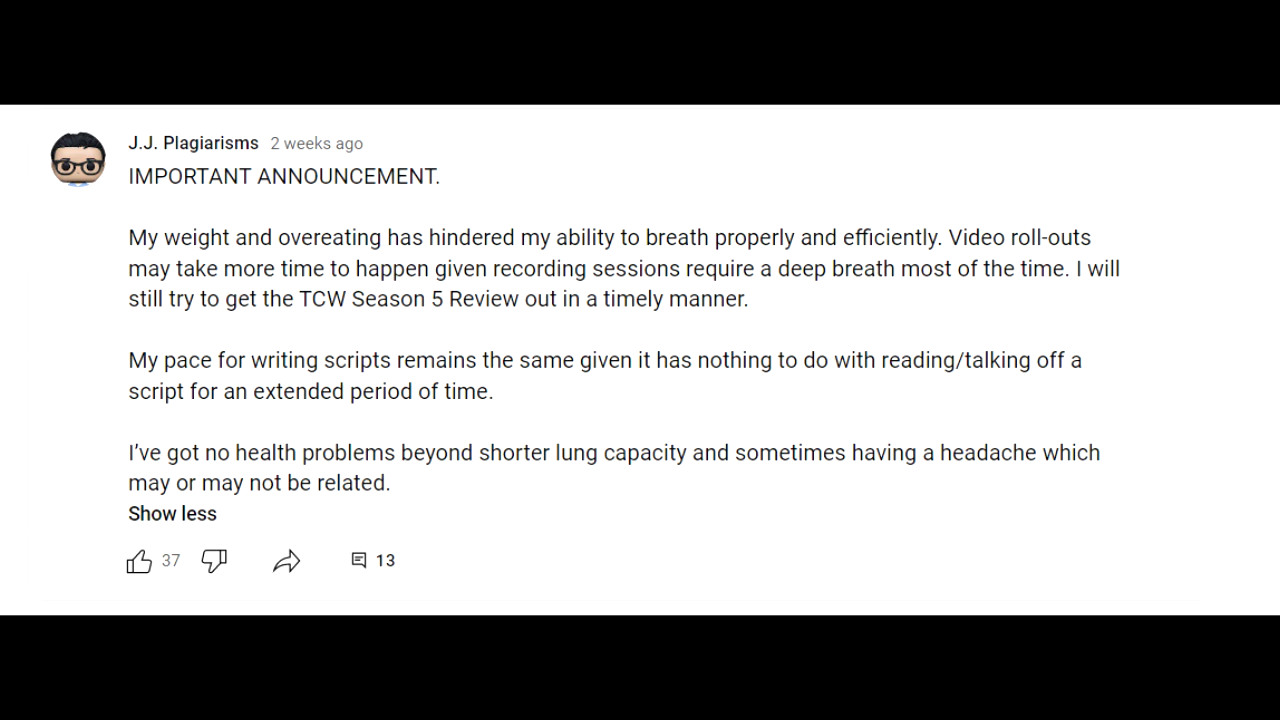 J.J. Plagiarisms 2 weeks ago
IMPORTANT ANNOUNCEMENT.
My weight and overeating has hindered my ability to breath properly and efficiently. Video roll-outs
may take more time to happen given recording sessions require a deep breath most of the time. I will
still try to get the TCW Season 5 Review out in a timely manner.
My pace for writing scripts remains the same given it has nothing to do with reading/talking off a
script for an extended period of time.
I’ve got no health problems beyond shorter lung capacity and sometimes having a headache which
may or may not be related.
Show less
37 13